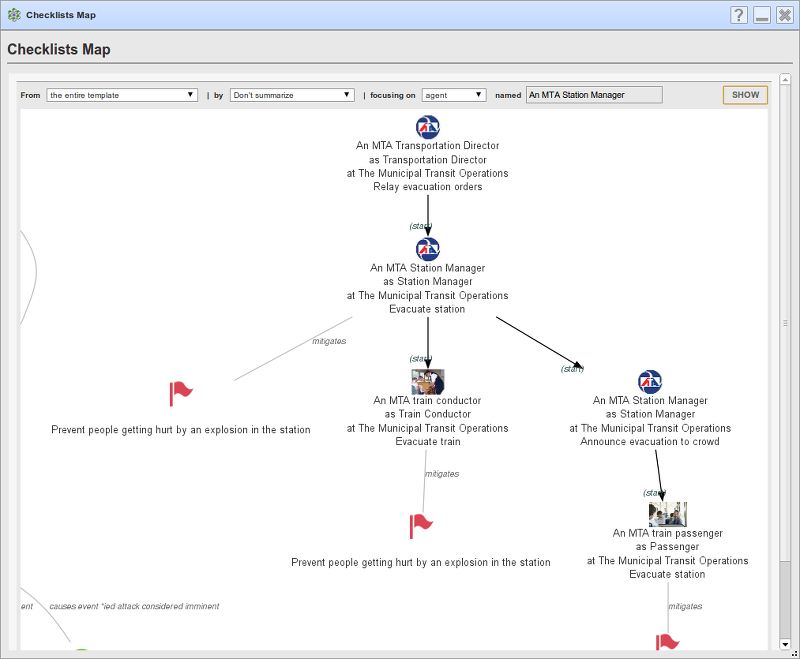 Checklists Map
?
Checklists Map
From the entire template | by Don't summarize | focusing on agent named An MTA Station Manager SHOW
An MTA Transportation Director
as Transportation Director
at The Municipal Transit Operations
Relay evacuation orders
(start)
An MTA Station Manager
as Station Manager
at The Municipal Transit Operations
Evacuate station
mitigates
(start)
(start)
Prevent people getting hurt by an explosion in the station
An MTA train conductor
as Train Conductor
at The Municipal Transit Operations
Evacuate train
An MTA Station Manager
as Station Manager
at The Municipal Transit Operations
Announce evacuation to crowd
mitigates
(start)
Prevent people getting hurt by an explosion in the station
An MTA train passenger
as Passenger
at The Municipal Transit Operations
Evacuate station
ent causes event "ied attack considered imminent
mitigates